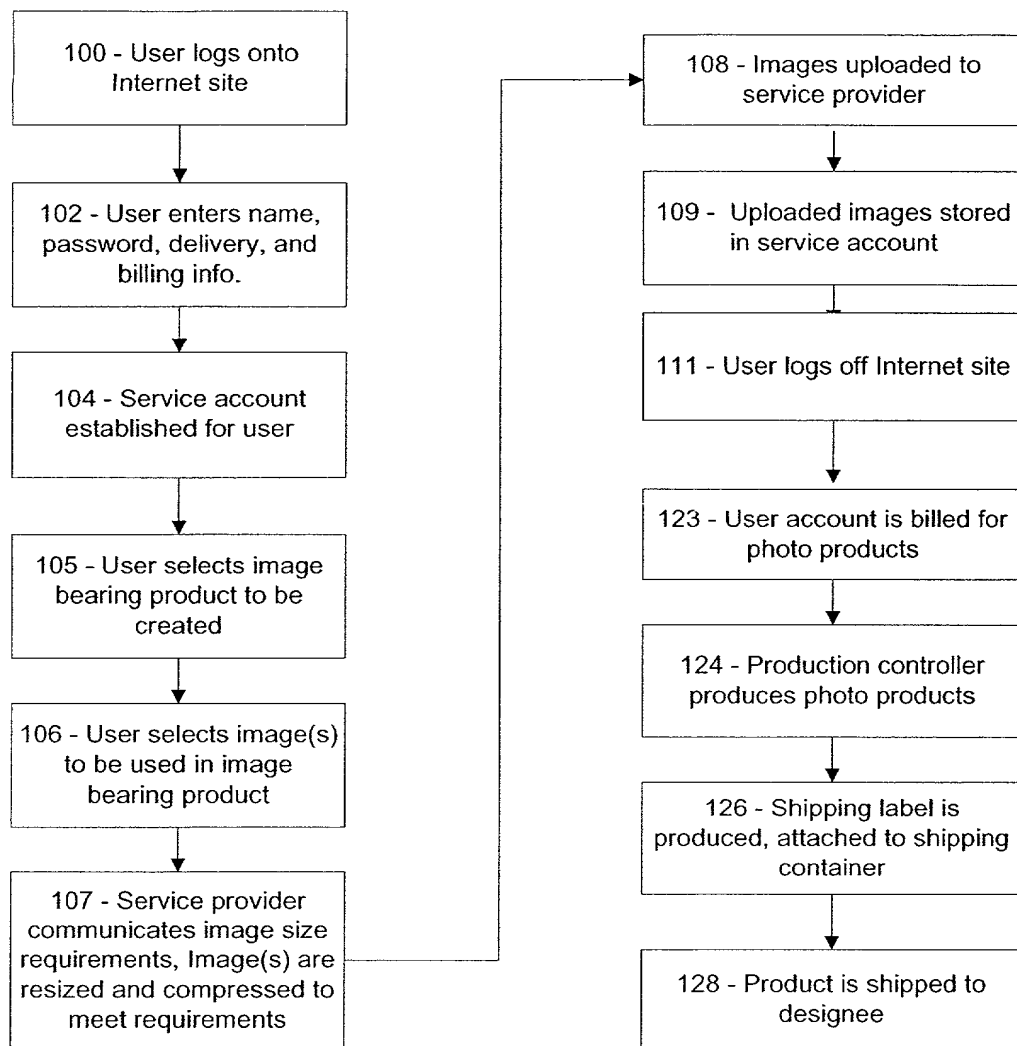 100 - User logs onto
Internet site
102 - User enters name,
password, delivery, and
billing info.
104 - Service account
established for user
105 - User selects image
bearing product to be
created
106 - User selects image(s)
to be used in image
bearing product
107 - Service provider
communicates image size
requirements, Image(s) are
resized and compressed to
meet requirements
108 - Images uploaded to
service provider
109 - Uploaded images stored
in service account
111 - User logs off Internet site
123 - User account is billed for
photo products
124 - Production controller
produces photo products
126 - Shipping label is
produced, attached to shipping
container
128 - Product is shipped to
designee